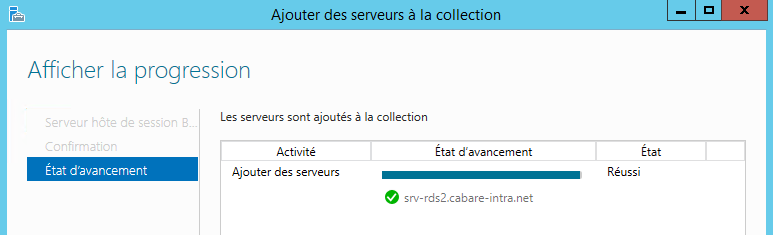 Ajouter des serveurs à la collection
Afficher la progression
Serveur hôte de session B...
Confirmation
État d'avancement
Les serveurs sont ajoutés à la collection
Activité État d'avancement État
Ajouter des serveurs Réussi
srv-rds2.cabare-intra.net